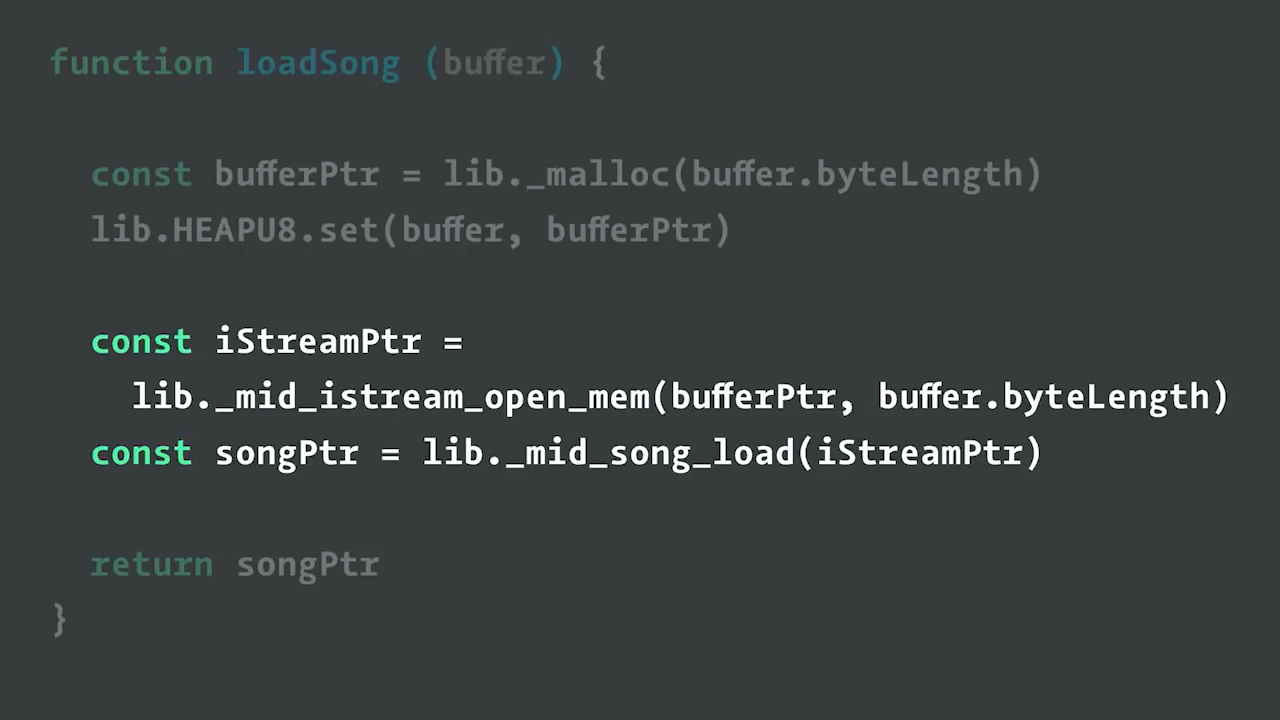 function loadSong (buffer) {
const bufferPtr = lib._malloc(buffer.byteLength)
lib.HEAPU8.set(buffer, bufferPtr)
const iStreamPtr =
lib._mid_istream_open_mem(bufferPtr, buffer.byteLength)
const songPtr = lib._mid_song_load(iStreamPtr)
return songPtr
}